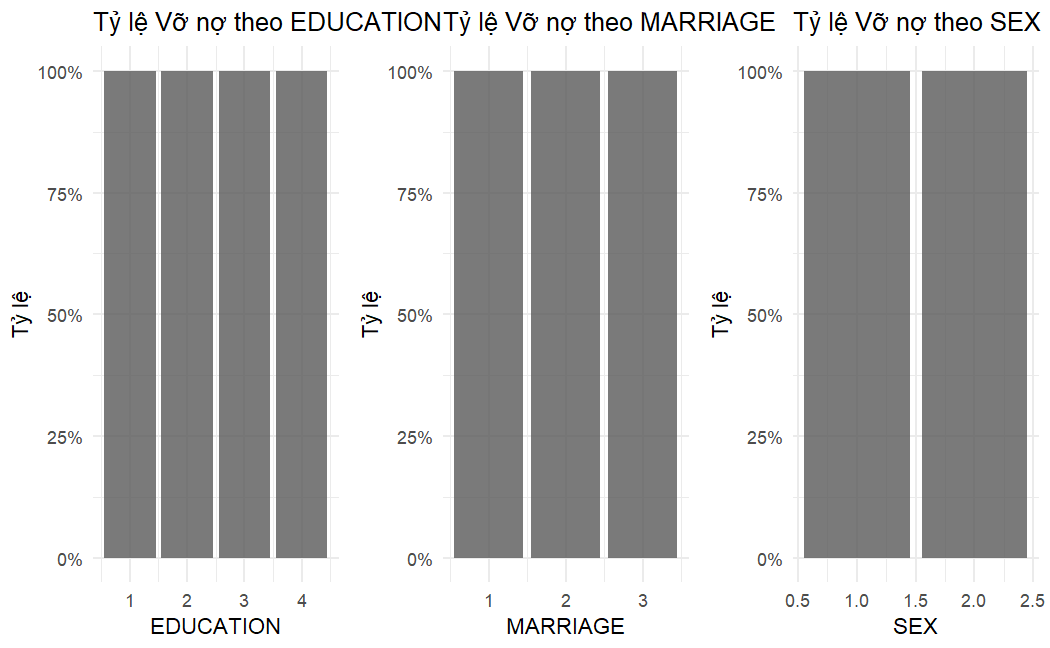 Tỷ lệ Vỡ nợ theo EDUCATION
100%
75%
50%
25%
0%
Tỷ lệ
1 2 3 4
EDUCATION
Tỷ lệ Vỡ nợ theo MARRIAGE
100%
75%
50%
25%
0%
Tỷ lệ
1 2 3
MARRIAGE
Tỷ lệ Vỡ nợ theo SEX
100%
75%
50%
25%
0%
Tỷ lệ
0.5 1.0 1.5 2.0 2.5
SEX